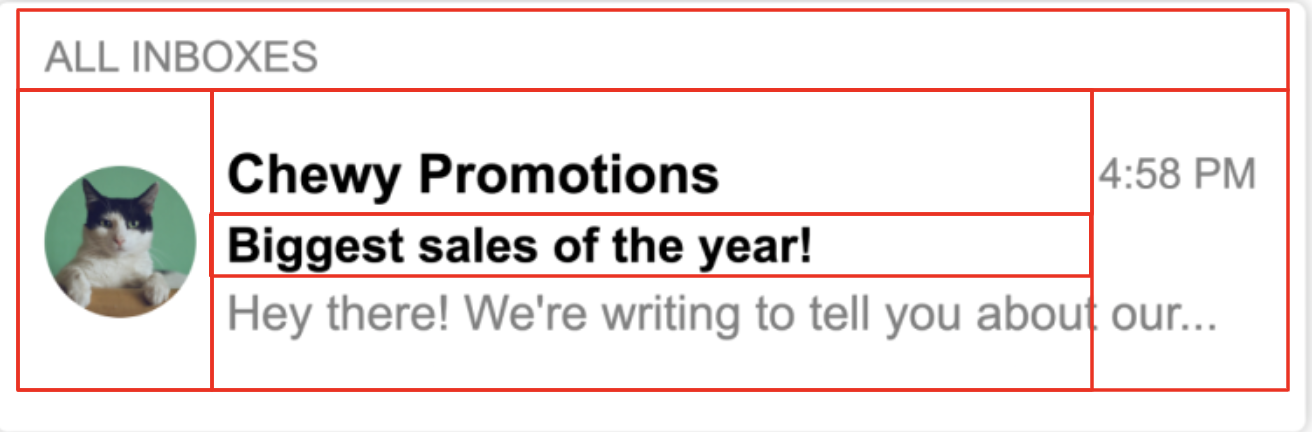 ALL INBOXES
Chewy Promotions 4:58 PM
Biggest sales of the year!
Hey there! We're writing to tell you about our...